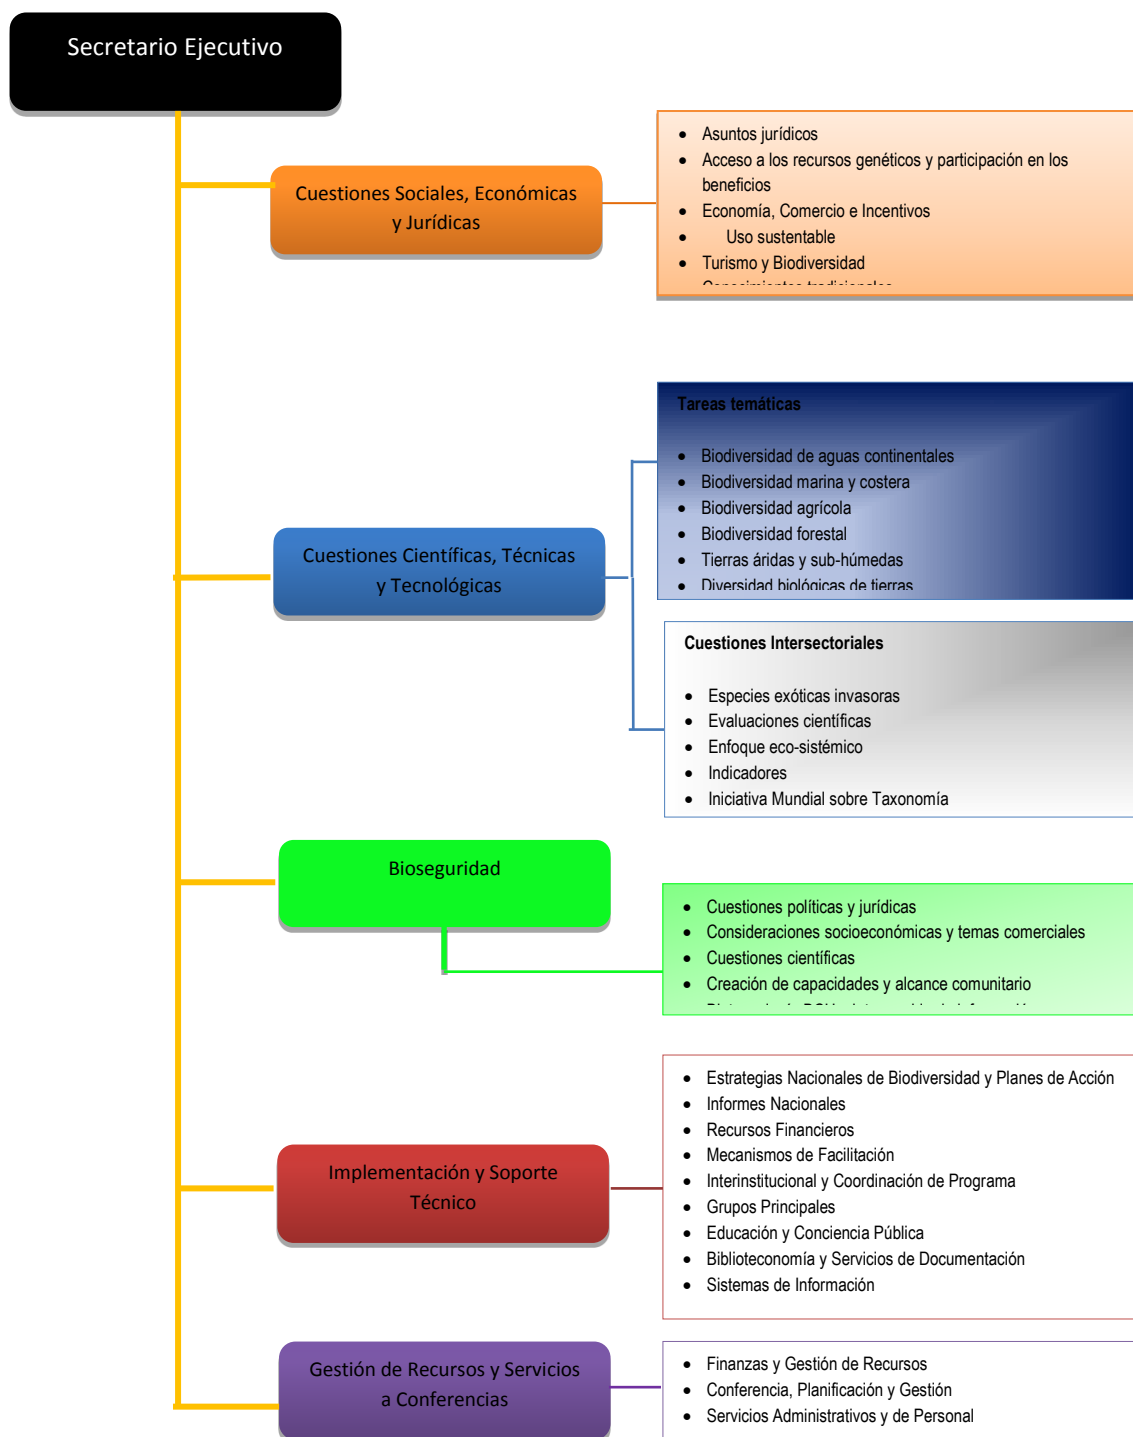 Secretario Ejecutivo
Cuestiones Sociales, Económicas
y Jurídicas
• Asuntos jurídicos
• Acceso a los recursos genéticos y participación en los
beneficios
• Economía, Comercio e Incentivos
• Uso sustentable
• Turismo y Biodiversidad
Conocimientos tradicionales
Cuestiones Científicas, Técnicas
y Tecnológicas
Tareas temáticas
• Biodiversidad de aguas continentales
• Biodiversidad marina y costera
• Biodiversidad agrícola
• Biodiversidad forestal
• Tierras áridas y sub-húmedas
• Diversidad biológicas de tierras
Cuestiones Intersectoriales
• Especies exóticas invasoras
• Evaluaciones científicas
• Enfoque eco-sistémico
• Indicadores
• Iniciativa Mundial sobre Taxonomía
Bioseguridad
• Cuestiones políticas y jurídicas
• Consideraciones socioeconómicas y temas comerciales
• Cuestiones científicas
• Creación de capacidades y alcance comunitario
Implementación y Soporte
Técnico
• Estrategias Nacionales de Biodiversidad y Planes de Acción
• Informes Nacionales
• Recursos Financieros
• Mecanismos de Facilitación
• Interinstitucional y Coordinación de Programa
• Grupos Principales
• Educación y Conciencia Pública
• Biblioteconomía y Servicios de Documentación
• Sistemas de Información
Gestión de Recursos y Servicios
a Conferencias
• Finanzas y Gestión de Recursos
• Conferencia, Planificación y Gestión
• Servicios Administrativos y de Personal